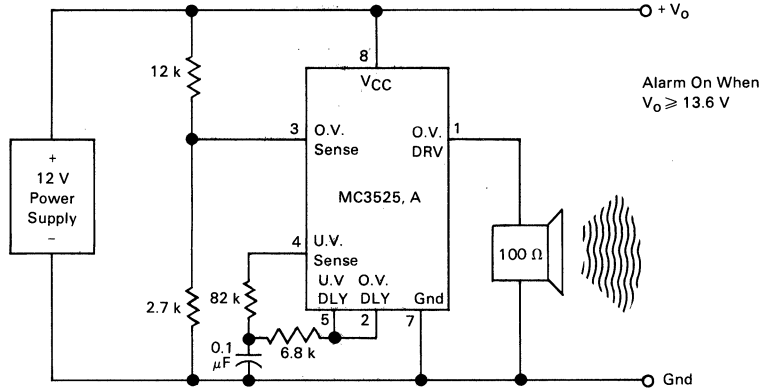 + Vo
8
VCC
12 k
Alarm On When
Vo ≥ 13.6 V
3
O.V.
Sense
O.V.
DRV
1
+
12 V
Power
Supply
−
MC3525, A
4
U.V.
Sense
100 Ω
U.V
DLY
O.V.
DLY
Gnd
2.7 k
82 k
5
2
7
0.1
μF
6.8 k
Gnd